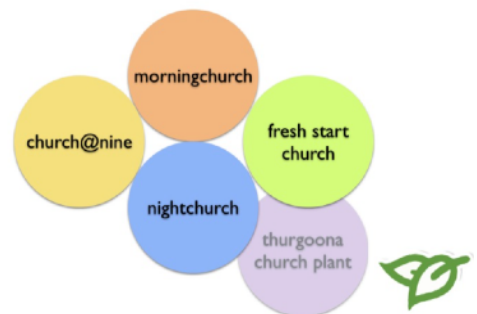 morningchurch
church@nine
fresh start
church
nightchurch
thurgoona
church plant